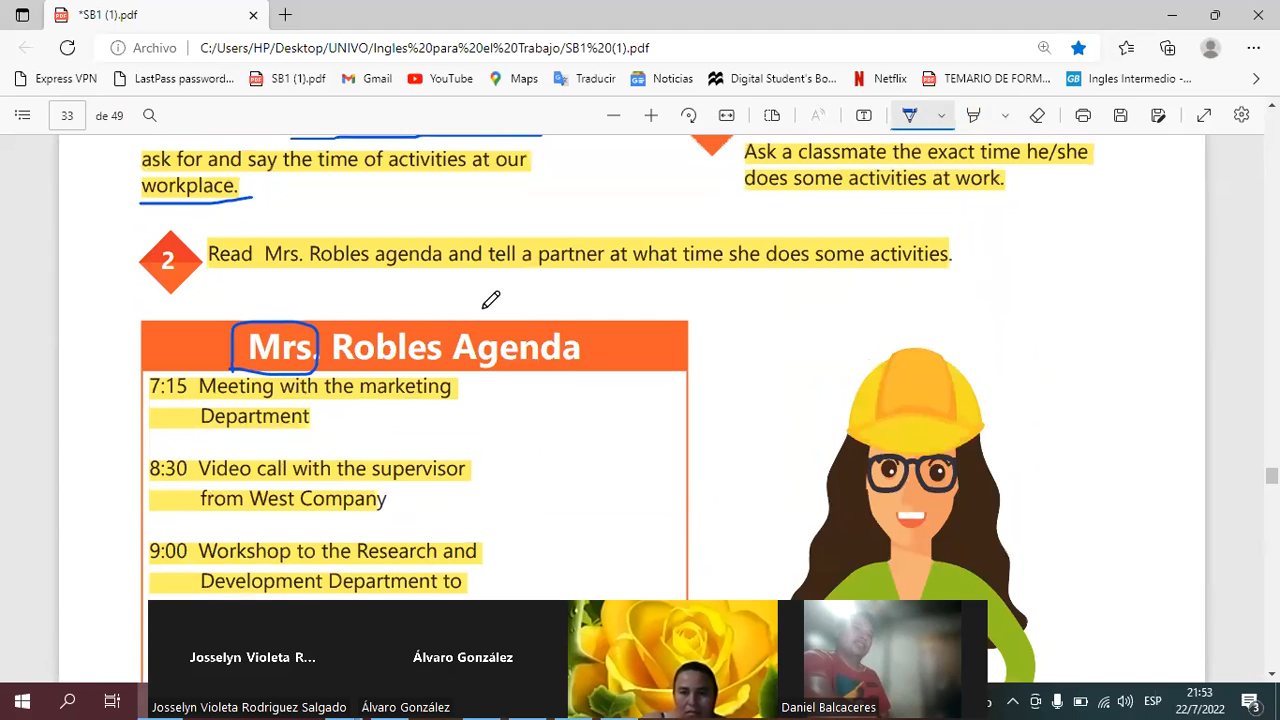 *SB1 (1).pdf
Archivo
C:/Users/HP/Desktop/UNIVO/Ingles%20para%20el%20Trabajo/SB1%20(1).pdf
Express VPN
LastPass password...
SB1 (1).pdf
Gmail
YouTube
Maps
Traducir
Noticias
Digital Student's Bo...
Netflix
TEMARIO DE FORM...
GB
Ingles Intermedio -...
33 de 49
ask for and say the time of activities at our
workplace.
Ask a classmate the exact time he/she
does some activities at work.
2
Read Mrs. Robles agenda and tell a partner at what time she does some activities.
Mrs. Robles Agenda
7:15 Meeting with the marketing
Department
8:30 Video call with the supervisor
from West Company
9:00 Workshop to the Research and
Development Department to
Josselyn Violeta R...
Álvaro González
Josselyn Violeta Rodriguez Salgado
Álvaro González
Daniel Balcaceres
ESP
21:53
22/7/2022
3